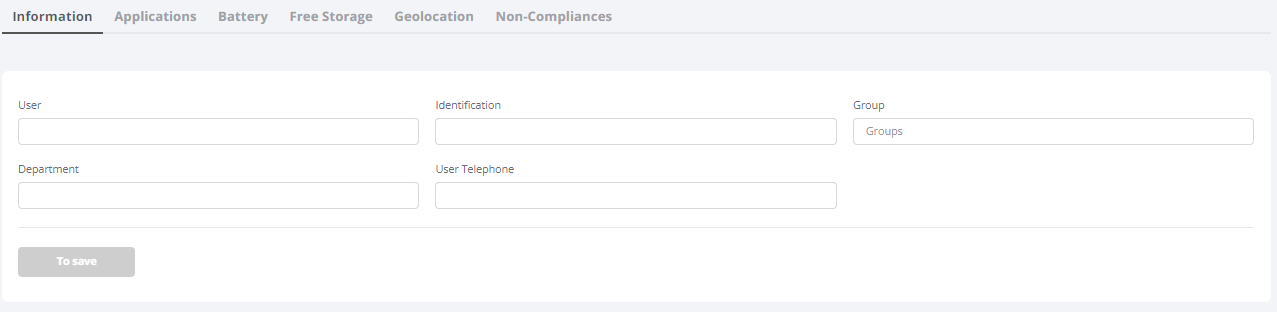 Information Applications Battery Free Storage Geolocation Non-Compliances
User Identification Group
Groups
Department User Telephone
To save